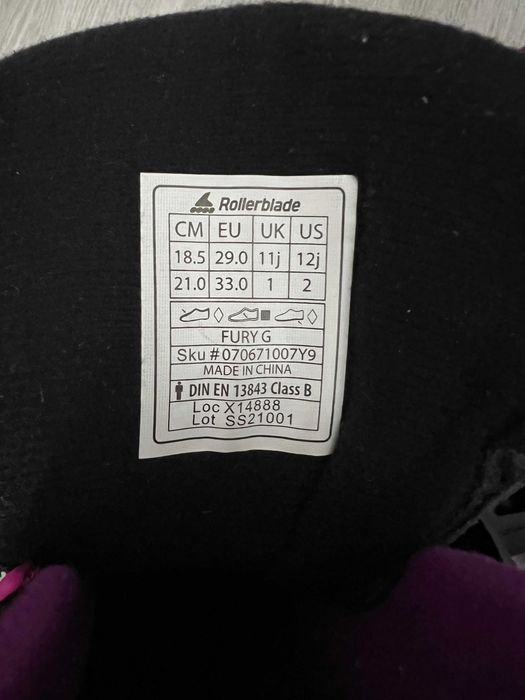 Rollerblade
CM EU UK US
18.5 29.0 11j 12j
21.0 33.0 1 2
FURY G
Sku # 070671007Y9
MADE IN CHINA
DIN EN 13843 Class B
Loc X14888
Lot SS21001